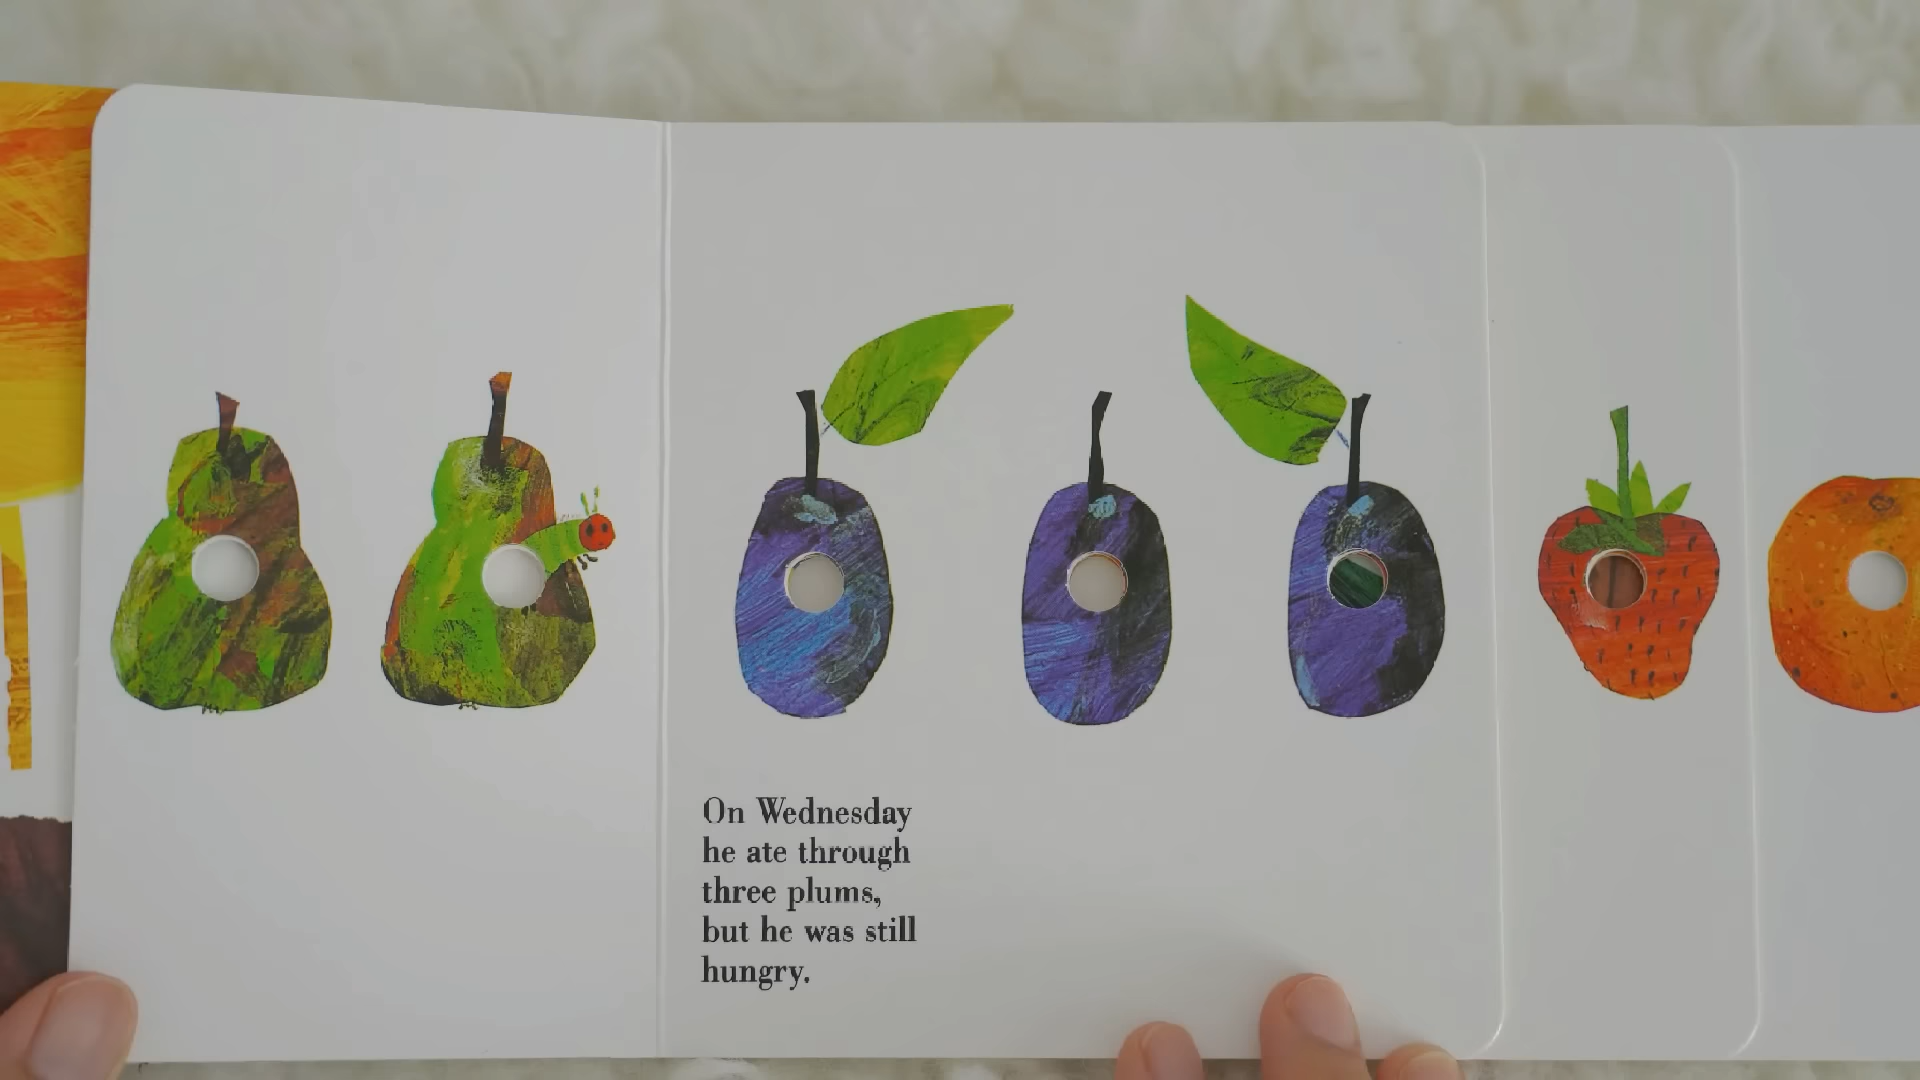 On Wednesday
he ate through
three plums,
but he was still
hungry.